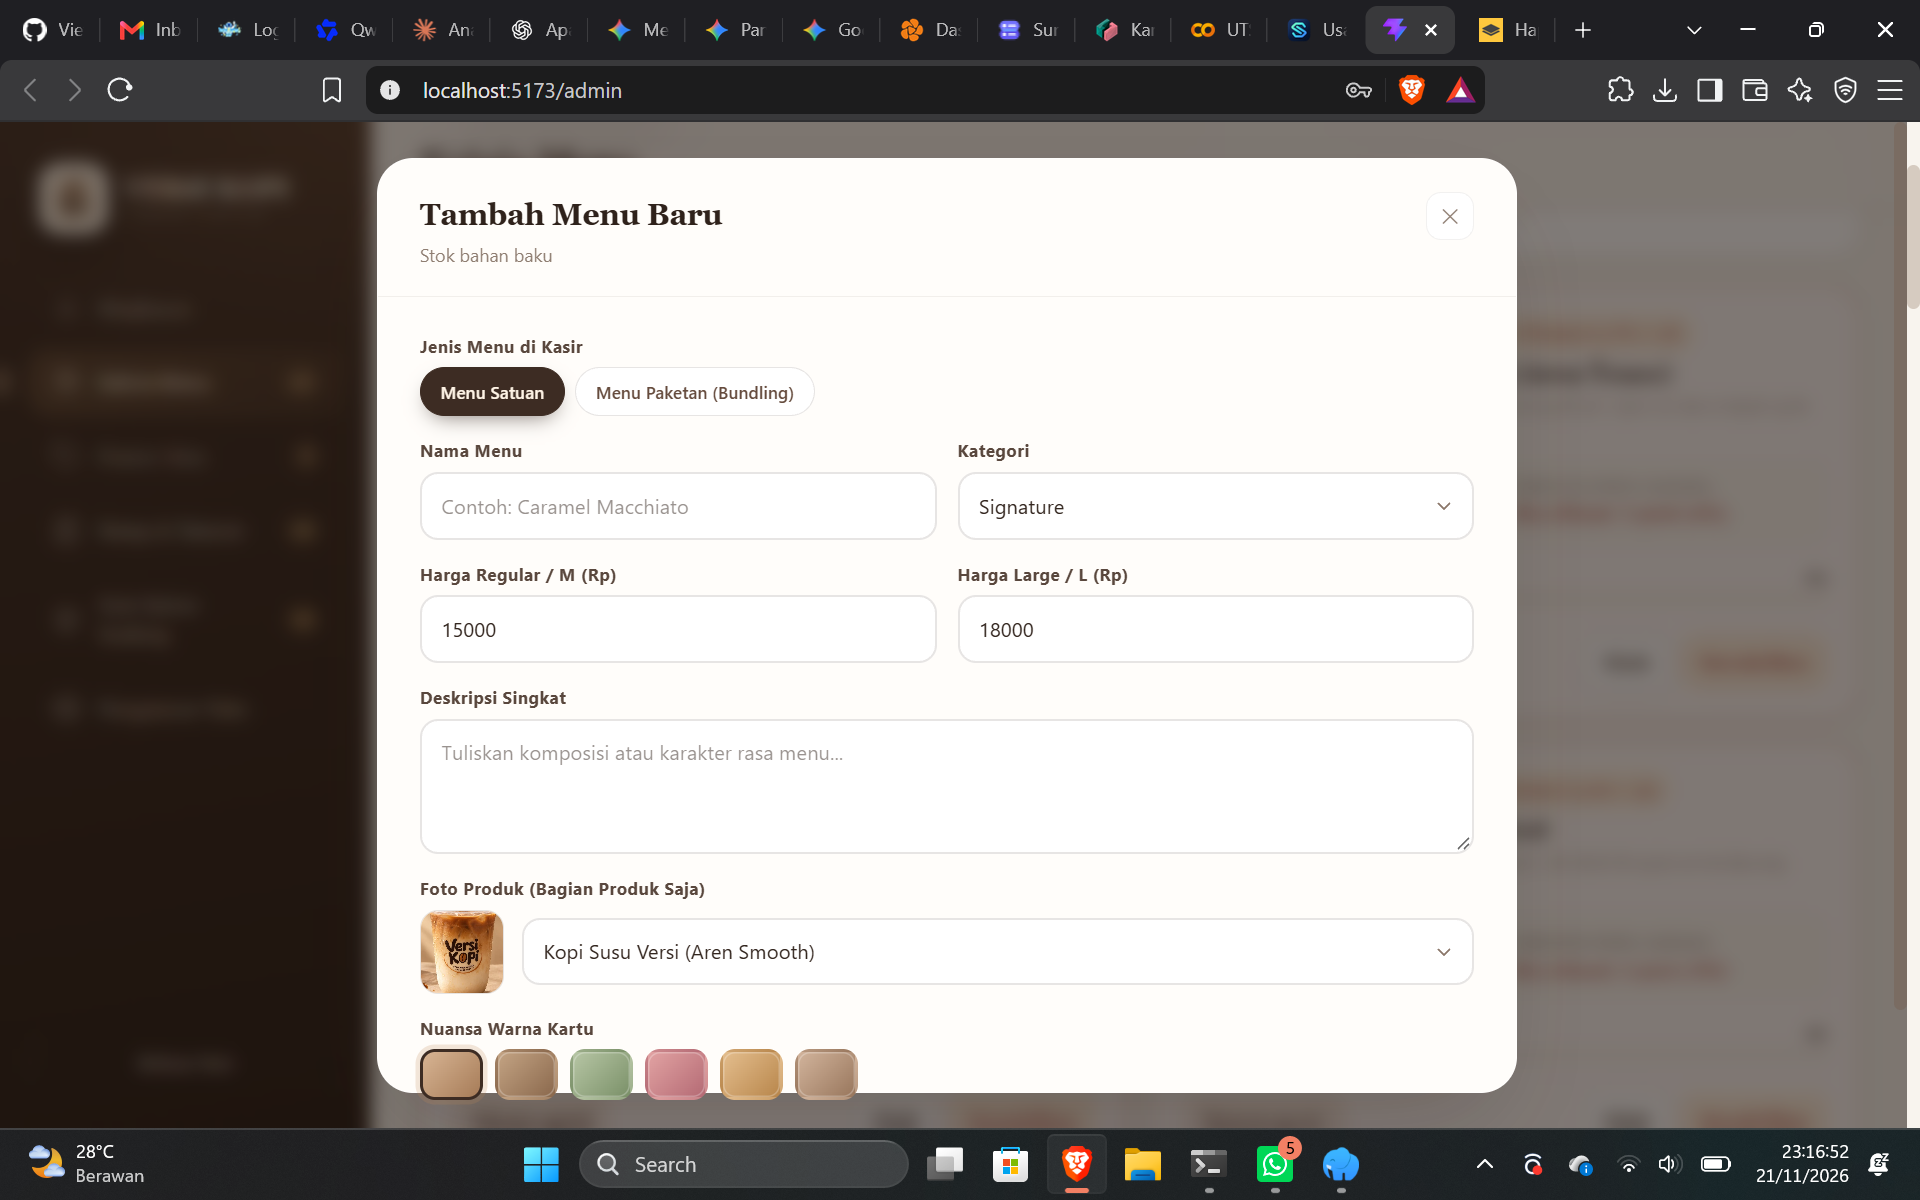 Vie
Inb
Log
Qw
An
Ap
Me
Par
Go
Da
Sur
Kar
UT
Us
Ha
localhost:5173/admin
Tambah Menu Baru
Stok bahan baku
Jenis Menu di Kasir
Menu Satuan
Menu Paketan (Bundling)
Nama Menu
Kategori
Contoh: Caramel Macchiato
Signature
Harga Regular / M (Rp)
Harga Large / L (Rp)
15000
18000
Deskripsi Singkat
Tuliskan komposisi atau karakter rasa menu...
Foto Produk (Bagian Produk Saja)
Versi
Kopi
Kopi Susu Versi (Aren Smooth)
Nuansa Warna Kartu
28°C
Berawan
Search
5
23:16:52
21/11/2026